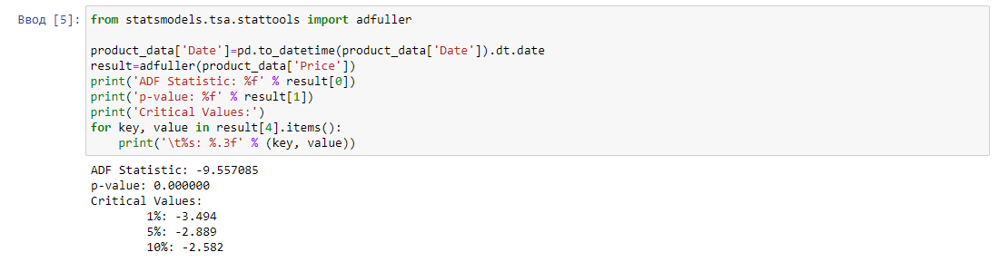 Ввод [5]: from statsmodels.tsa.stattools import adfuller
product_data['Date']=pd.to_datetime(product_data['Date']).dt.date
result=adfuller(product_data['Price'])
print('ADF Statistic: %f' % result[0])
print('p-value: %f' % result[1])
print('Critical Values:')
for key, value in result[4].items():
    print('\t%s: %.3f' % (key, value))
ADF Statistic: -9.557085
p-value: 0.000000
Critical Values:
        1%: -3.494
        5%: -2.889
        10%: -2.582